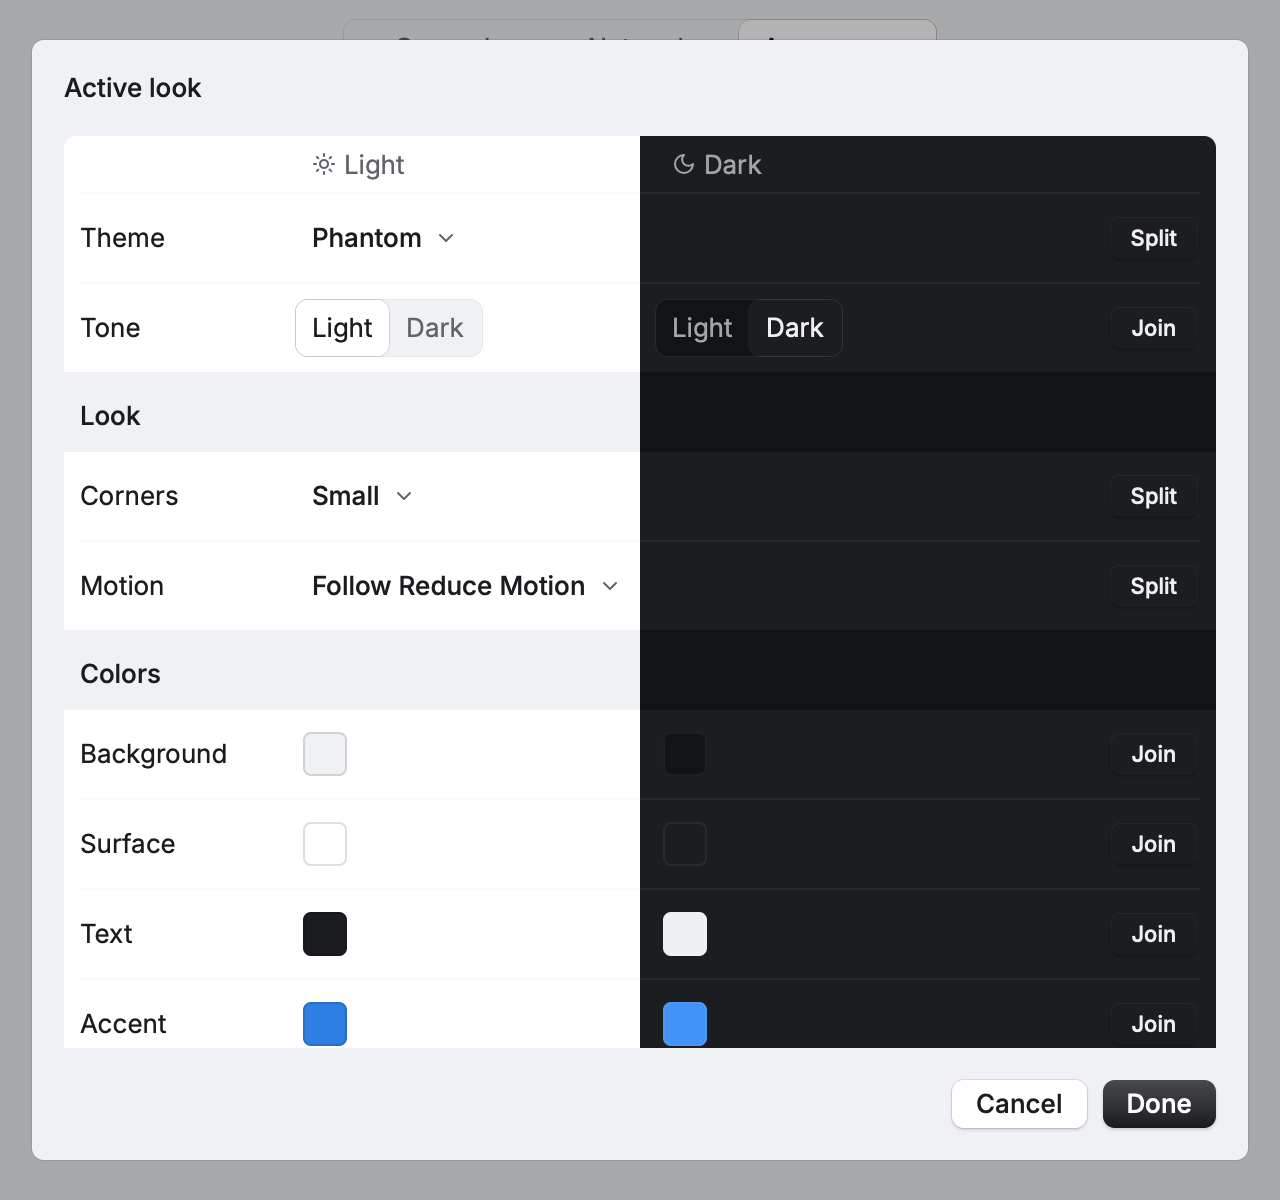 Active look
Light Dark
Theme Phantom Split
Tone Light Dark Light Dark Join
Look
Corners Small Split
Motion Follow Reduce Motion Split
Colors
Background Join
Surface Join
Text Join
Accent Join
Cancel Done